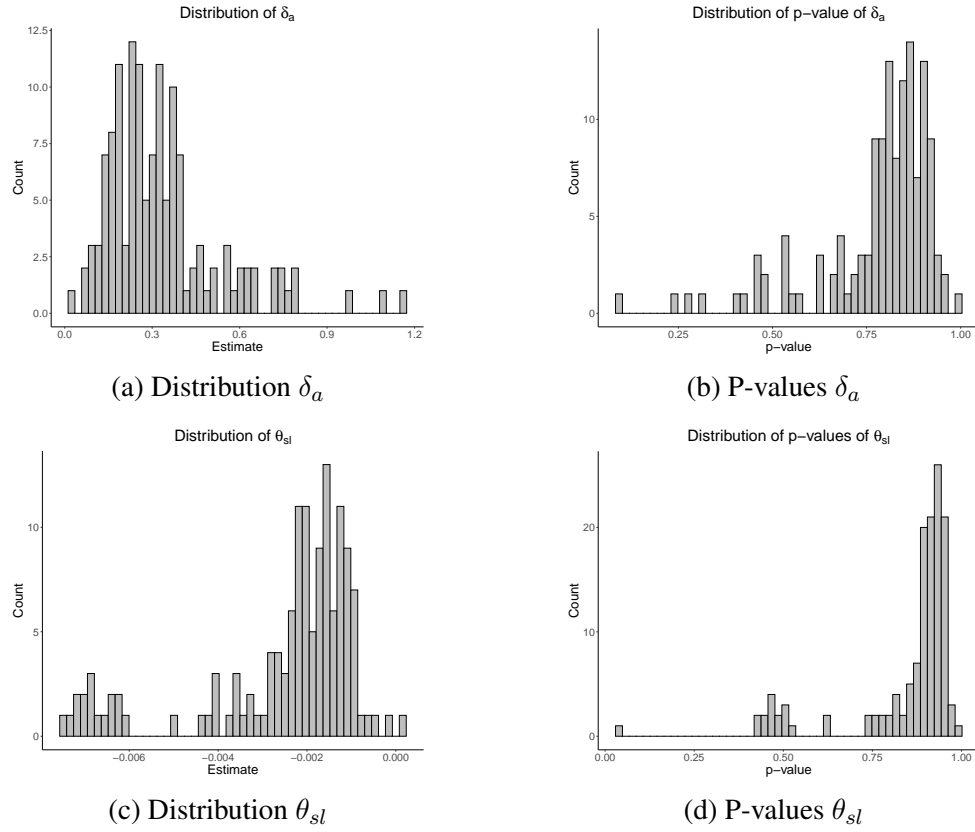 Distribution of δa
Count
12.5
10.0
7.5
5.0
2.5
0.0
0.0 0.3 0.6 0.9 1.2
Estimate
(a) Distribution δa
Distribution of p−value of δa
Count
10
5
0
0.25 0.50 0.75 1.00
p−value
(b) P-values δa
Distribution of θsl
Count
10
5
0
−0.006 −0.004 −0.002 0.000
Estimate
(c) Distribution θsl
Distribution of p−values of θsl
Count
20
10
0
0.00 0.25 0.50 0.75 1.00
p−value
(d) P-values θsl